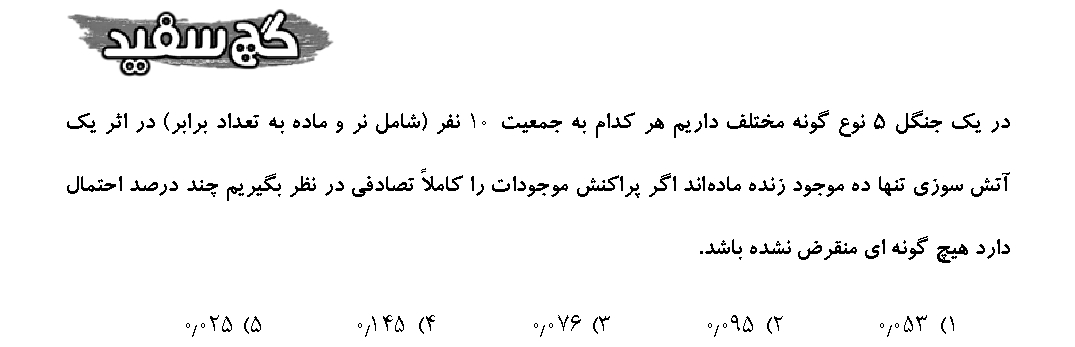 گچ سفید
در یک جنگل ۵ نوع گونه مختلف داریم هر کدام به جمعیت ۱۰ نفر (شامل نر و ماده به تعداد برابر) در اثر یک
آتش سوزی تنها ده موجود زنده مانده‌اند اگر پراکنش موجودات را کاملاً تصادفی در نظر بگیریم چند درصد احتمال
دارد هیچ گونه ای منقرض نشده باشد.
۱) ۰٫۰۵۳ ۲) ۰٫۰۹۵ ۳) ۰٫۰۷۶ ۴) ۰٫۱۴۵ ۵) ۰٫۰۲۵